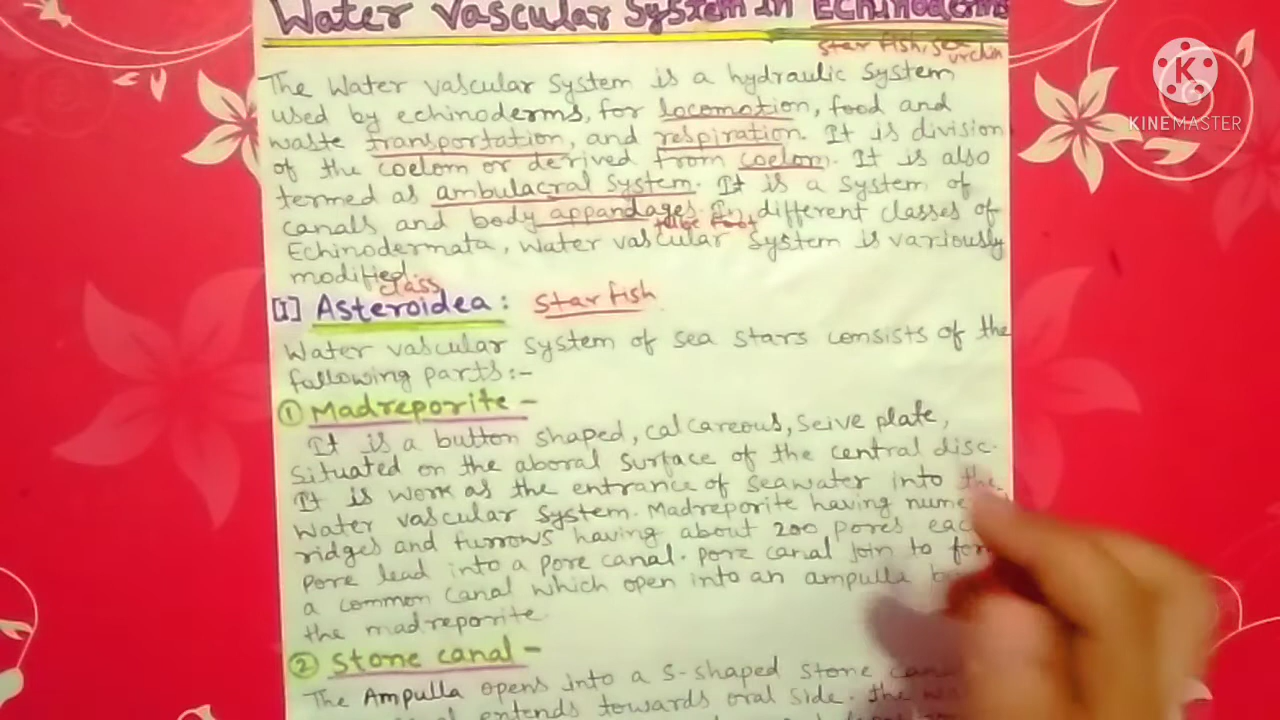 Water Vascular System in Echinoderms
Star fish, Sea urchin
K
KINEMASTER
The Water vascular system is a hydraulic system
used by echinoderms, for locomotion, food and
waste transportation, and respiration. It is division
of the coelom or derived from coelom. It is also
termed as ambulacral system. It is a system of
canals and body appandages. In different classes of
tube foot
Echinodermata, Water vascular system is variously
modified.
class
[I] Asteroidea: Star fish
Water vascular system of sea stars consists of the
following parts:-
① Madreporite -
It is a button shaped, calcareous, seive plate,
situated on the aboral surface of the central disc.
It is work as the entrance of seawater into the
Water vascular system. Madreporite having nume
ridges and furrows having about 200 pores eac
pore lead into a pore canal. pore canal join to form
a common canal which open into an ampulla b
the madreporite.
② Stone canal -
The Ampulla opens into a S-shaped stone can
entends towards oral side. The